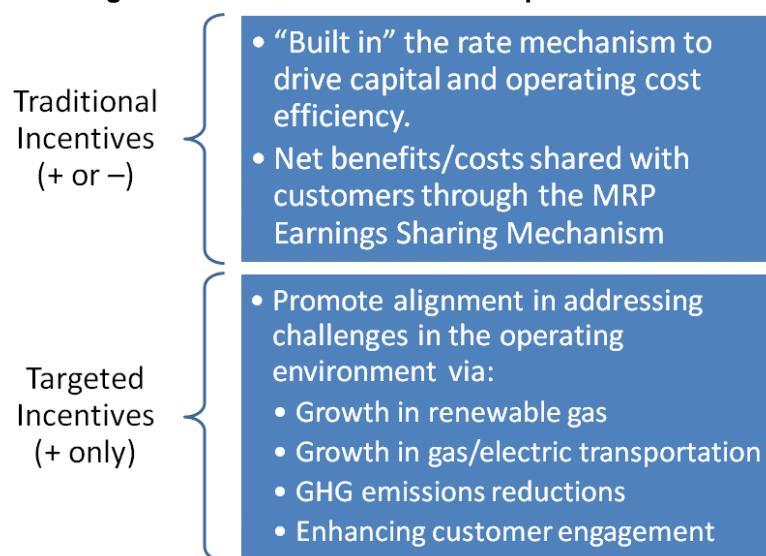 Traditional
Incentives
(+ or –)
• “Built in” the rate mechanism to
drive capital and operating cost
efficiency.
• Net benefits/costs shared with
customers through the MRP
Earnings Sharing Mechanism
Targeted
Incentives
(+ only)
• Promote alignment in addressing
challenges in the operating
environment via:
• Growth in renewable gas
• Growth in gas/electric transportation
• GHG emissions reductions
• Enhancing customer engagement